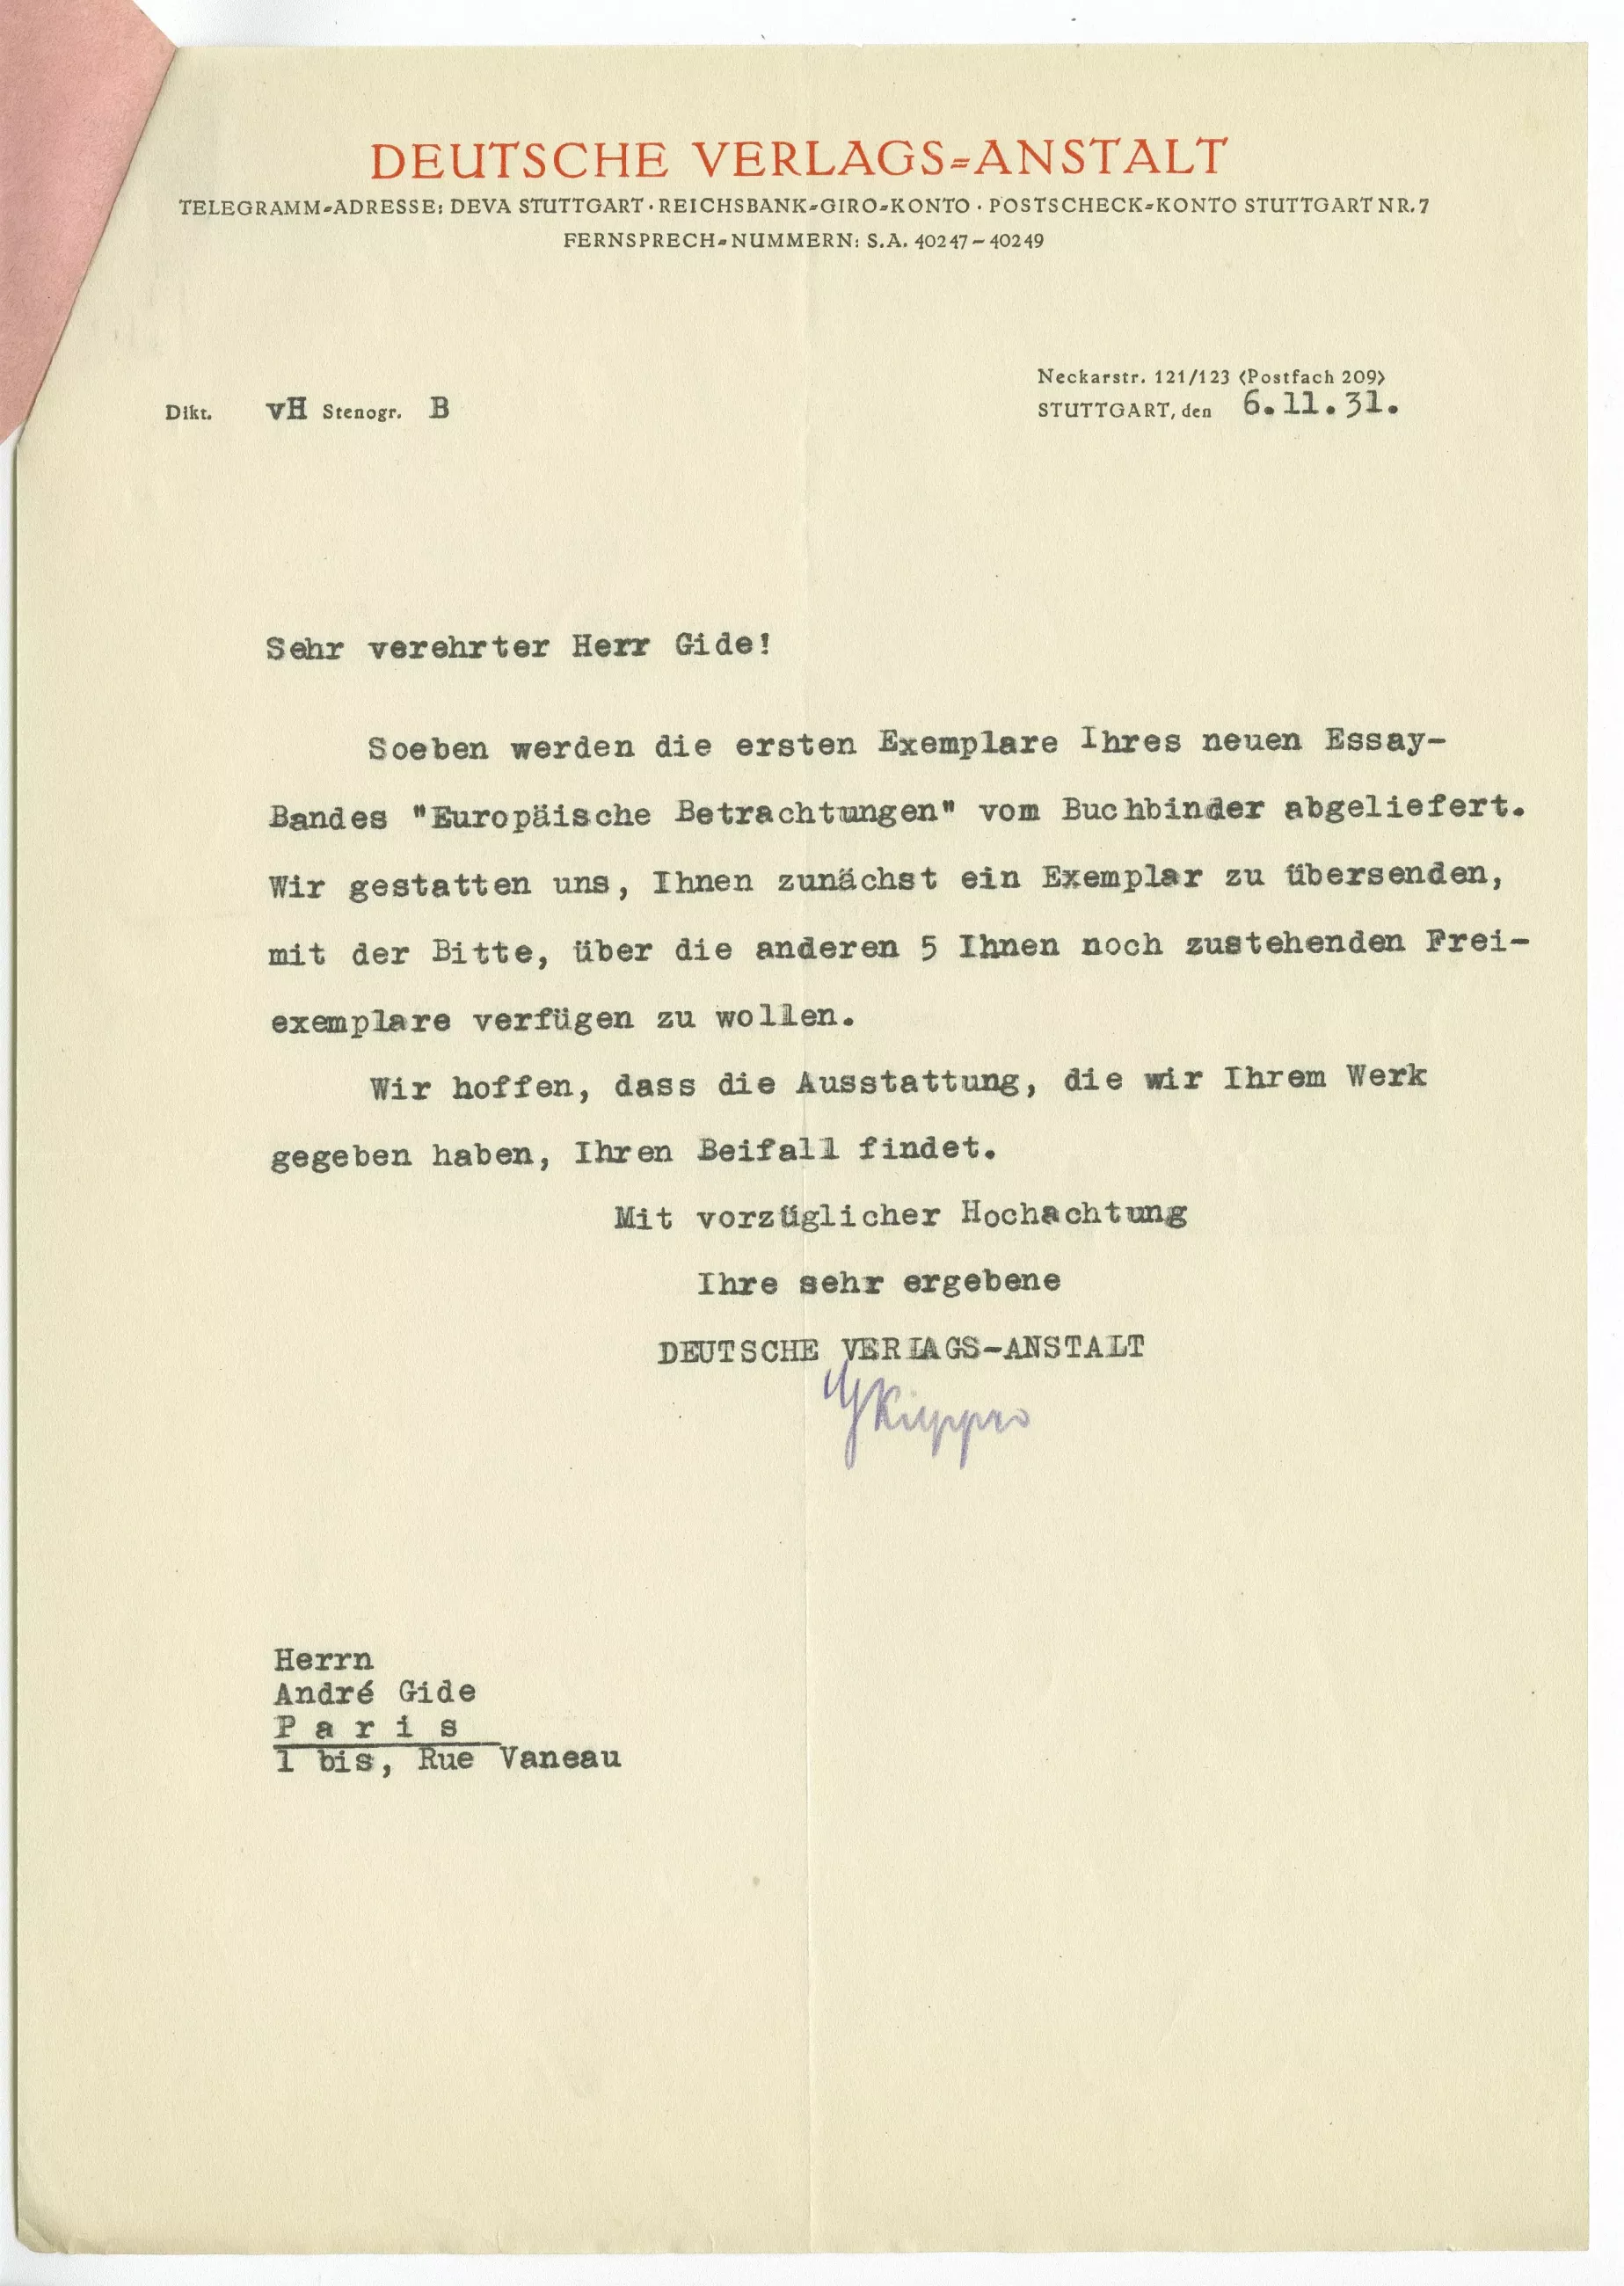 DEUTSCHE VERLAGS-ANSTALT
TELEGRAMM-ADRESSE: DEVA STUTTGART · REICHSBANK-GIRO-KONTO · POSTSCHECK-KONTO STUTTGART NR. 7
FERNSPRECH-NUMMERN: S.A. 40247-40249
Neckarstr. 121/123 (Postfach 209)
Dikt. vH Stenogr. B
STUTTGART, den 6.11.31.
Sehr verehrter Herr Gide!
Soeben werden die ersten Exemplare Ihres neuen Essay-
Bandes "Europäische Betrachtungen" vom Buchbinder abgeliefert.
Wir gestatten uns, Ihnen zunächst ein Exemplar zu übersenden,
mit der Bitte, über die anderen 5 Ihnen noch zustehenden Frei-
exemplare verfügen zu wollen.
Wir hoffen, dass die Ausstattung, die wir Ihrem Werk
gegeben haben, Ihren Beifall findet.
Mit vorzüglicher Hochachtung
Ihre sehr ergebene
DEUTSCHE VERLAGS-ANSTALT
Herrn
André Gide
P a r i s
1 bis, Rue Vaneau